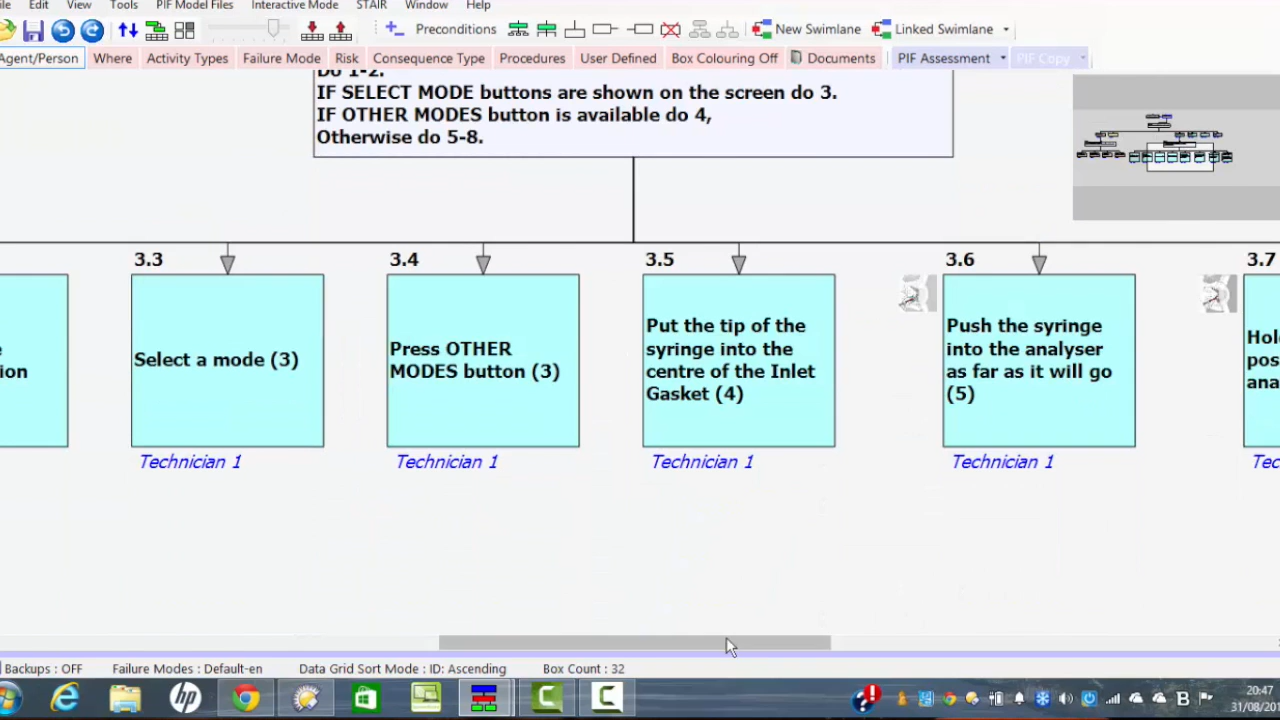 Edit View Tools PIF Model Files Interactive Mode STAIR Window Help
Preconditions New Swimlane Linked Swimlane
Agent/Person Where Activity Types Failure Mode Risk Consequence Type Procedures User Defined Box Colouring Off Documents PIF Assessment PIF Copy
Do 1-2.
IF SELECT MODE buttons are shown on the screen do 3.
IF OTHER MODES button is available do 4,
Otherwise do 5-8.
3.3
Select a mode (3)
Technician 1
3.4
Press OTHER
MODES button (3)
Technician 1
3.5
Put the tip of the
syringe into the
centre of the Inlet
Gasket (4)
Technician 1
3.6
Push the syringe
into the analyser
as far as it will go
(5)
Technician 1
3.7
Backups : OFF Failure Modes : Default-en Data Grid Sort Mode : ID: Ascending Box Count : 32
20:47